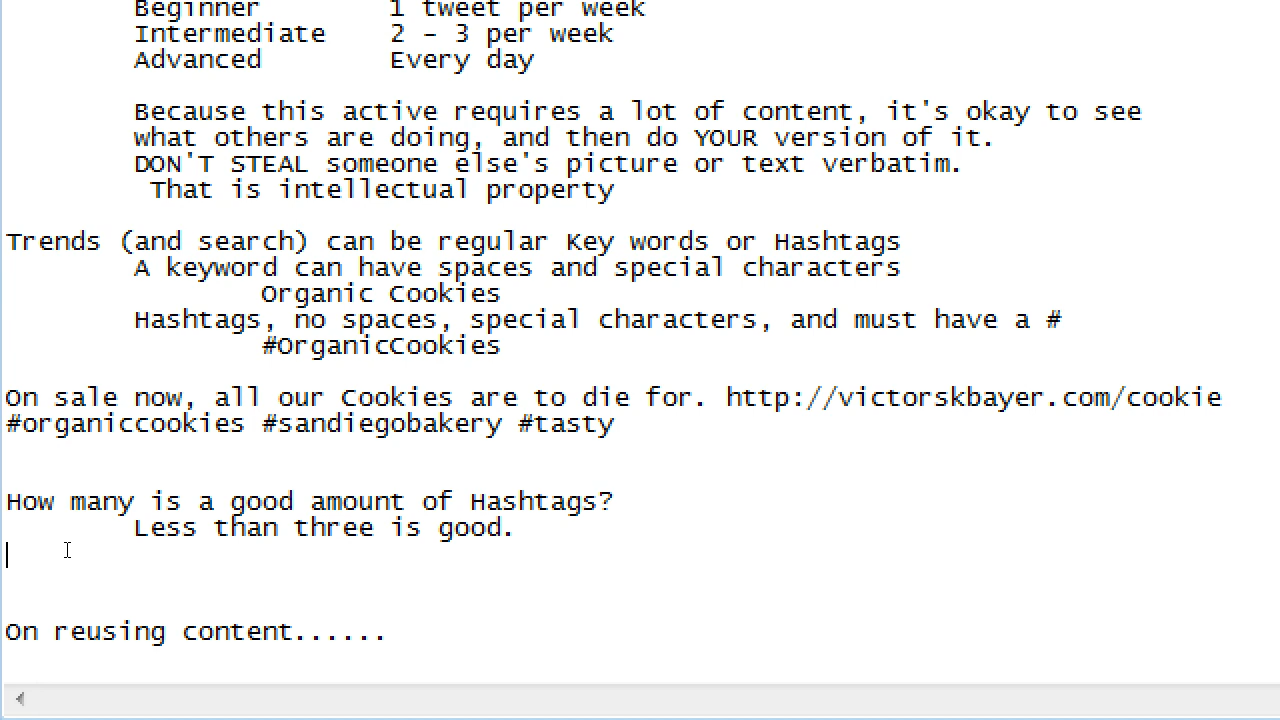 Beginner 1 tweet per week
Intermediate 2 – 3 per week
Advanced Every day
Because this active requires a lot of content, it's okay to see
what others are doing, and then do YOUR version of it.
DON'T STEAL someone else's picture or text verbatim.
That is intellectual property
Trends (and search) can be regular Key words or Hashtags
A keyword can have spaces and special characters
Organic Cookies
Hashtags, no spaces, special characters, and must have a #
#OrganicCookies
On sale now, all our Cookies are to die for. http://victorskbayer.com/cookie
#organiccookies #sandiegobakery #tasty
How many is a good amount of Hashtags?
Less than three is good.
On reusing content......